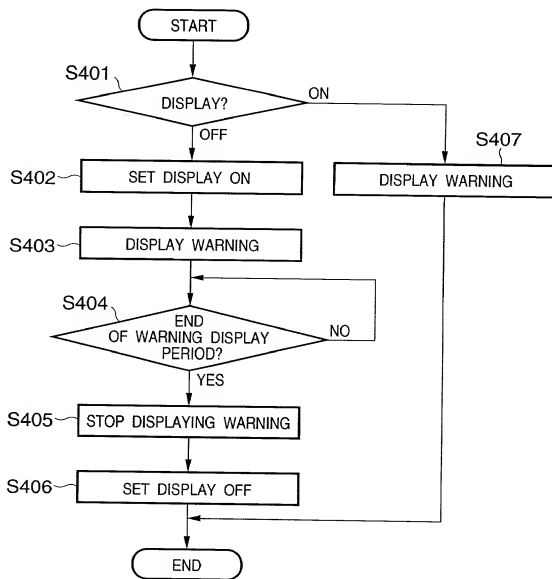 START
S401
DISPLAY?
ON
OFF
S407
S402
SET DISPLAY ON
DISPLAY WARNING
S403
DISPLAY WARNING
S404
END
OF WARNING DISPLAY
PERIOD?
NO
YES
S405
STOP DISPLAYING WARNING
S406
SET DISPLAY OFF
END